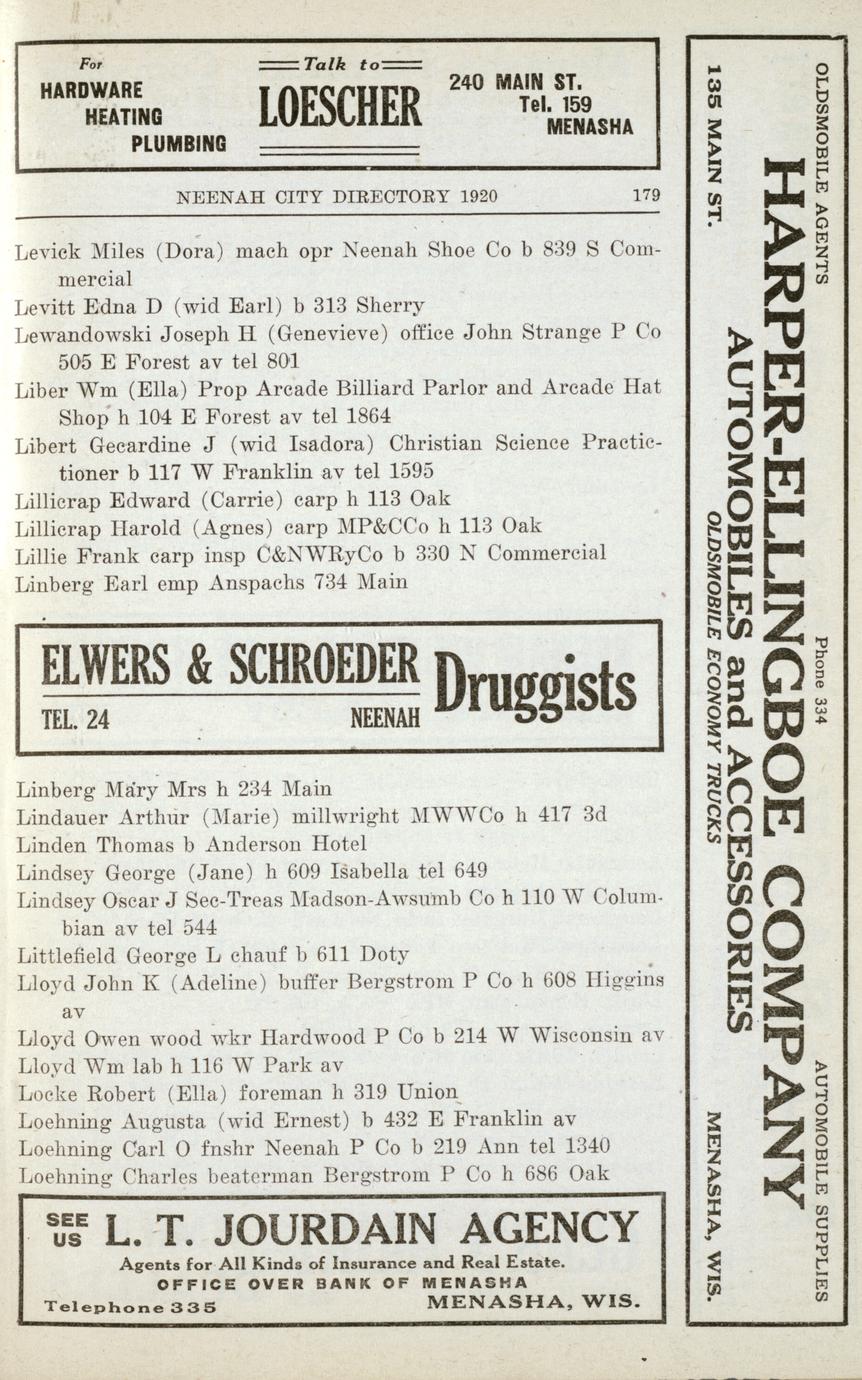 For
HARDWARE
HEATING
PLUMBING
Talk to
LOESCHER
240 MAIN ST.
Tel. 159
MENASHA
NEENAH CITY DIRECTORY 1920 179
Levick Miles (Dora) mach opr Neenah Shoe Co b 839 S Com-
mercial
Levitt Edna D (wid Earl) b 313 Sherry
Lewandowski Joseph H (Genevieve) office John Strange P Co
505 E Forest av tel 801
Liber Wm (Ella) Prop Arcade Billiard Parlor and Arcade Hat
Shop h 104 E Forest av tel 1864
Libert Gecardine J (wid Isadora) Christian Science Practic-
tioner b 117 W Franklin av tel 1595
Lillicrap Edward (Carrie) carp h 113 Oak
Lillicrap Harold (Agnes) carp MP&CCo h 113 Oak
Lillie Frank carp insp C&NWRyCo b 330 N Commercial
Linberg Earl emp Anspachs 734 Main
ELWERS & SCHROEDER
TEL. 24 NEENAH
Druggists
Linberg Mary Mrs h 234 Main
Lindauer Arthur (Marie) millwright MWWCo h 417 3d
Linden Thomas b Anderson Hotel
Lindsey George (Jane) h 609 Isabella tel 649
Lindsey Oscar J Sec-Treas Madson-Awsumb Co h 110 W Colum-
bian av tel 544
Littlefield George L chauf b 611 Doty
Lloyd John K (Adeline) buffer Bergstrom P Co h 608 Higgins
av
Lloyd Owen wood wkr Hardwood P Co b 214 W Wisconsin av
Lloyd Wm lab h 116 W Park av
Locke Robert (Ella) foreman h 319 Union
Loehning Augusta (wid Ernest) b 432 E Franklin av
Loehning Carl O fnshr Neenah P Co b 219 Ann tel 1340
Loehning Charles beaterman Bergstrom P Co h 686 Oak
SEE US L. T. JOURDAIN AGENCY
Agents for All Kinds of Insurance and Real Estate.
OFFICE OVER BANK OF MENASHA
Telephone 335 MENASHA, WIS.
OLDSMOBILE AGENTS Phone 334 AUTOMOBILE SUPPLIES
HARPER-ELLINGBOE COMPANY
AUTOMOBILES and ACCESSORIES
135 MAIN ST. OLDSMOBILE ECONOMY TRUCKS MENASHA, WIS.